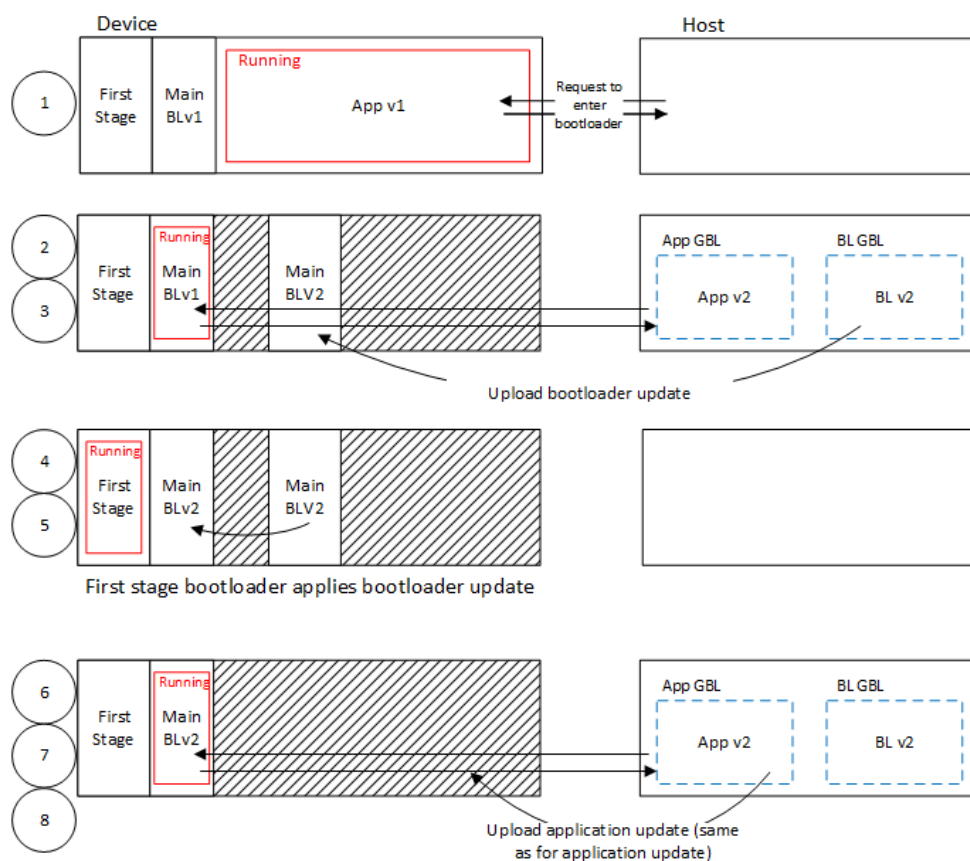 Device
Host
1
First
Stage
Main
BLv1
Running
App v1
Request to
enter
bootloader
2
3
First
Stage
Running
Main
BLv1
Main
BLV2
App GBL
App v2
BL GBL
BL v2
Upload bootloader update
4
5
Running
First
Stage
Main
BLv2
Main
BLV2
First stage bootloader applies bootloader update
6
7
8
First
Stage
Running
Main
BLv2
App GBL
App v2
BL GBL
BL v2
Upload application update (same
as for application update)